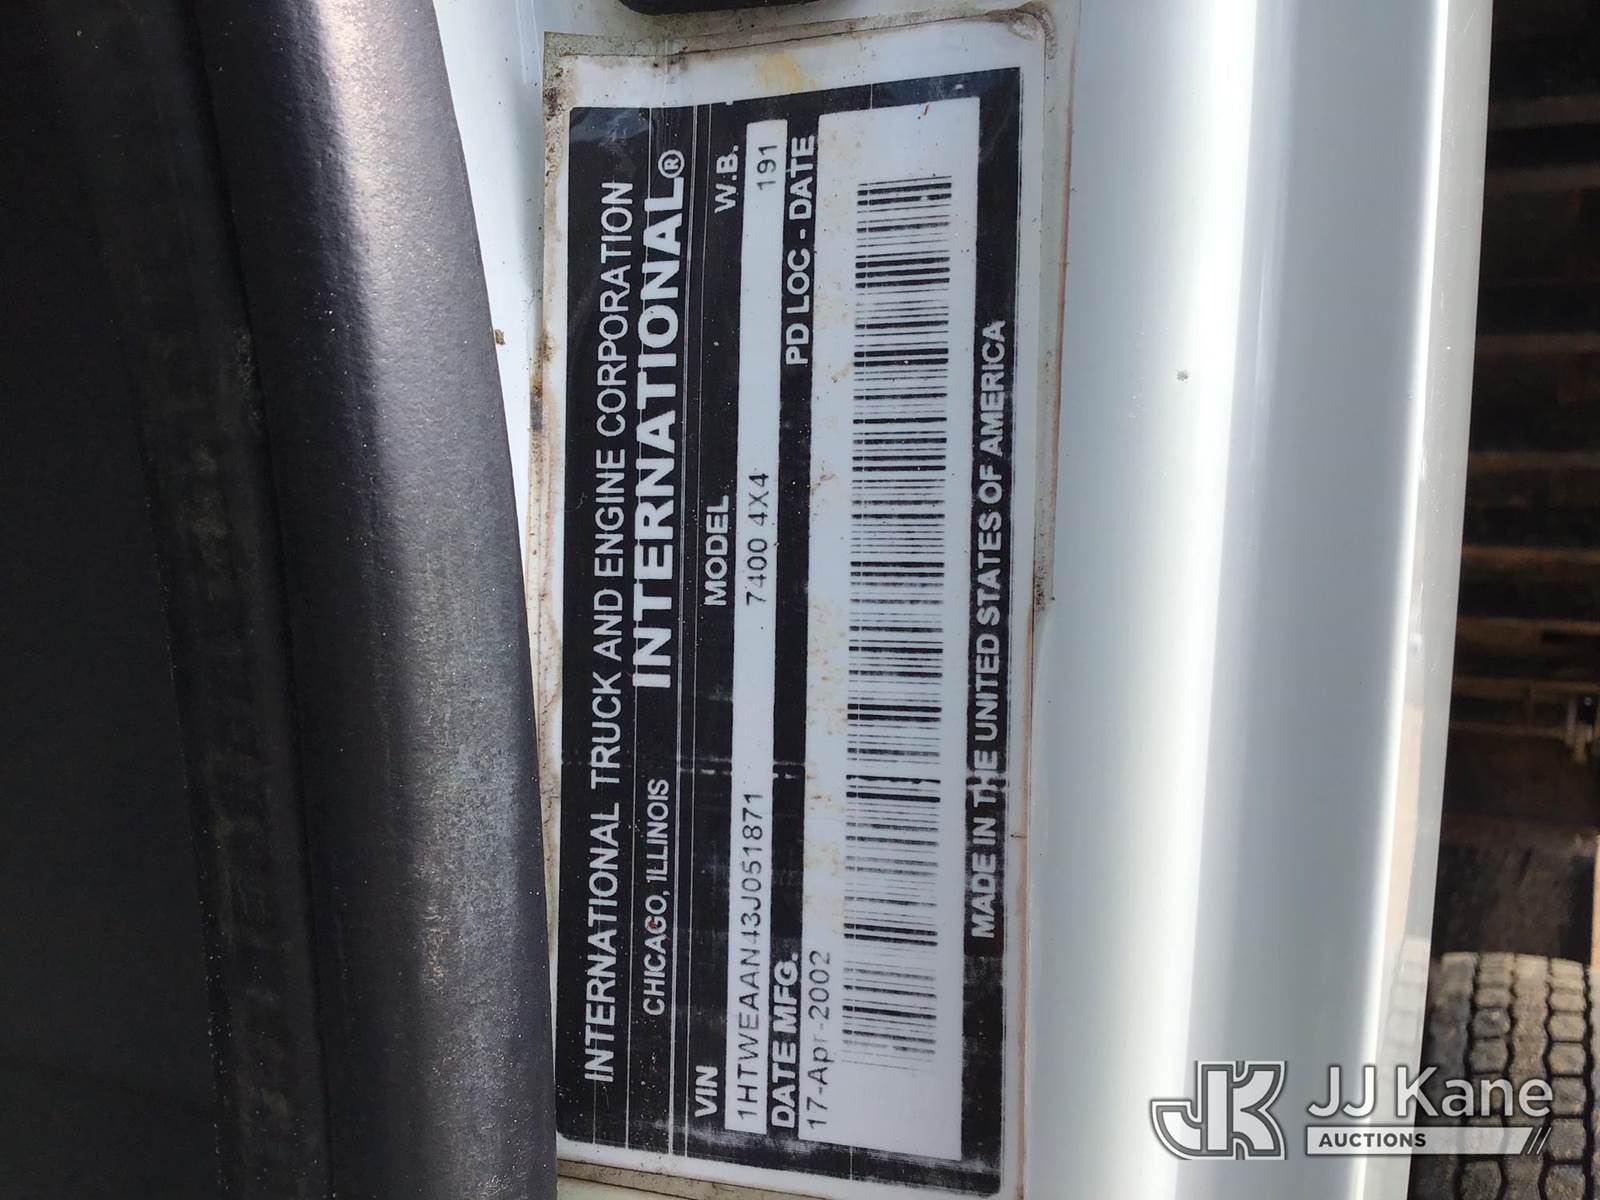 INTERNATIONAL TRUCK AND ENGINE CORPORATION
CHICAGO, ILLINOIS INTERNATIONAL®
VIN MODEL W.B.
1HTWEAAN43J051871 7400 4X4 191
DATE MFG. PD LOC - DATE
17-Apr-2002
MADE IN THE UNITED STATES OF AMERICA
JK JJ Kane
AUCTIONS